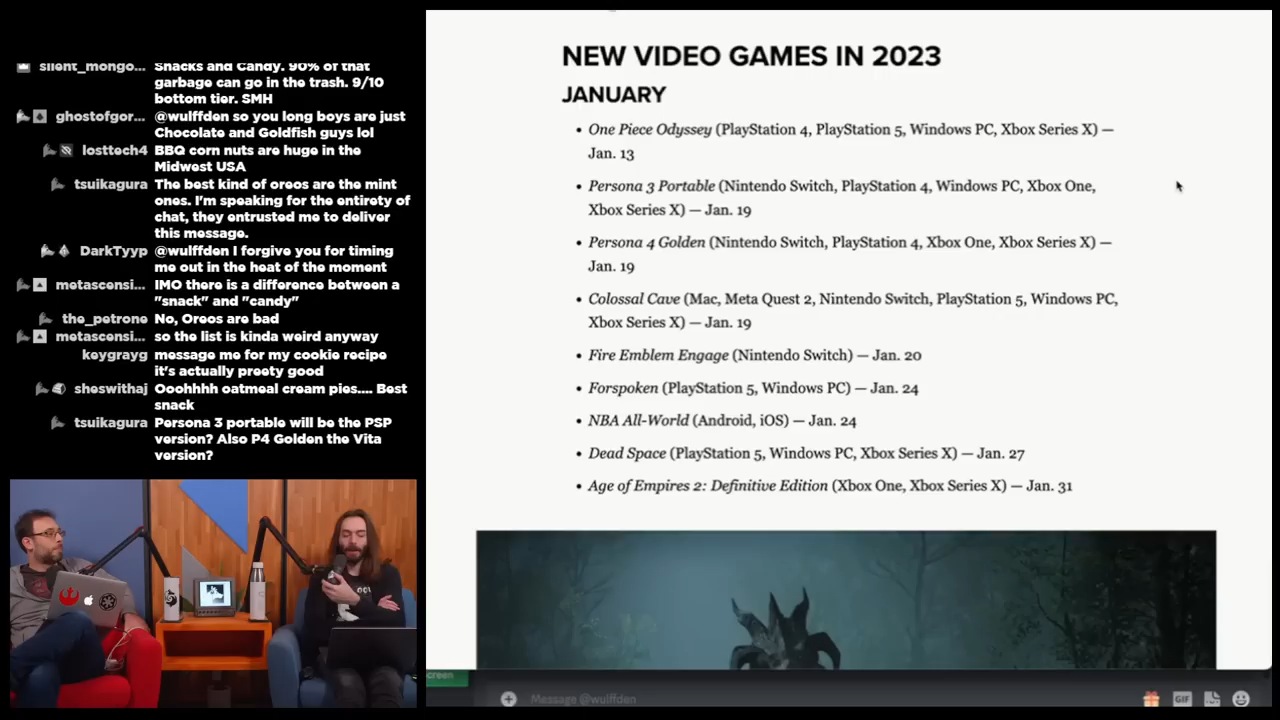 silent_mongo... Snacks and Candy. 90% of that
garbage can go in the trash. 9/10
bottom tier. SMH
ghostofgor... @wulffden so you long boys are just
Chocolate and Goldfish guys lol
losttech4 BBQ corn nuts are huge in the
Midwest USA
tsuikagura The best kind of oreos are the mint
ones. I'm speaking for the entirety of
chat, they entrusted me to deliver
this message.
DarkTyyp @wulffden I forgive you for timing
me out in the heat of the moment
metascensi... IMO there is a difference between a
"snack" and "candy"
the_petrone No, Oreos are bad
metascensi... so the list is kinda weird anyway
keygrayg message me for my cookie recipe
it's actually preety good
sheswithaj Ooohhhh oatmeal cream pies.... Best
snack
tsuikagura Persona 3 portable will be the PSP
version? Also P4 Golden the Vita
version?
NEW VIDEO GAMES IN 2023
JANUARY
• One Piece Odyssey (PlayStation 4, PlayStation 5, Windows PC, Xbox Series X) —
Jan. 13
• Persona 3 Portable (Nintendo Switch, PlayStation 4, Windows PC, Xbox One,
Xbox Series X) — Jan. 19
• Persona 4 Golden (Nintendo Switch, PlayStation 4, Xbox One, Xbox Series X) —
Jan. 19
• Colossal Cave (Mac, Meta Quest 2, Nintendo Switch, PlayStation 5, Windows PC,
Xbox Series X) — Jan. 19
• Fire Emblem Engage (Nintendo Switch) — Jan. 20
• Forspoken (PlayStation 5, Windows PC) — Jan. 24
• NBA All-World (Android, iOS) — Jan. 24
• Dead Space (PlayStation 5, Windows PC, Xbox Series X) — Jan. 27
• Age of Empires 2: Definitive Edition (Xbox One, Xbox Series X) — Jan. 31
Message @wulffden
GIF